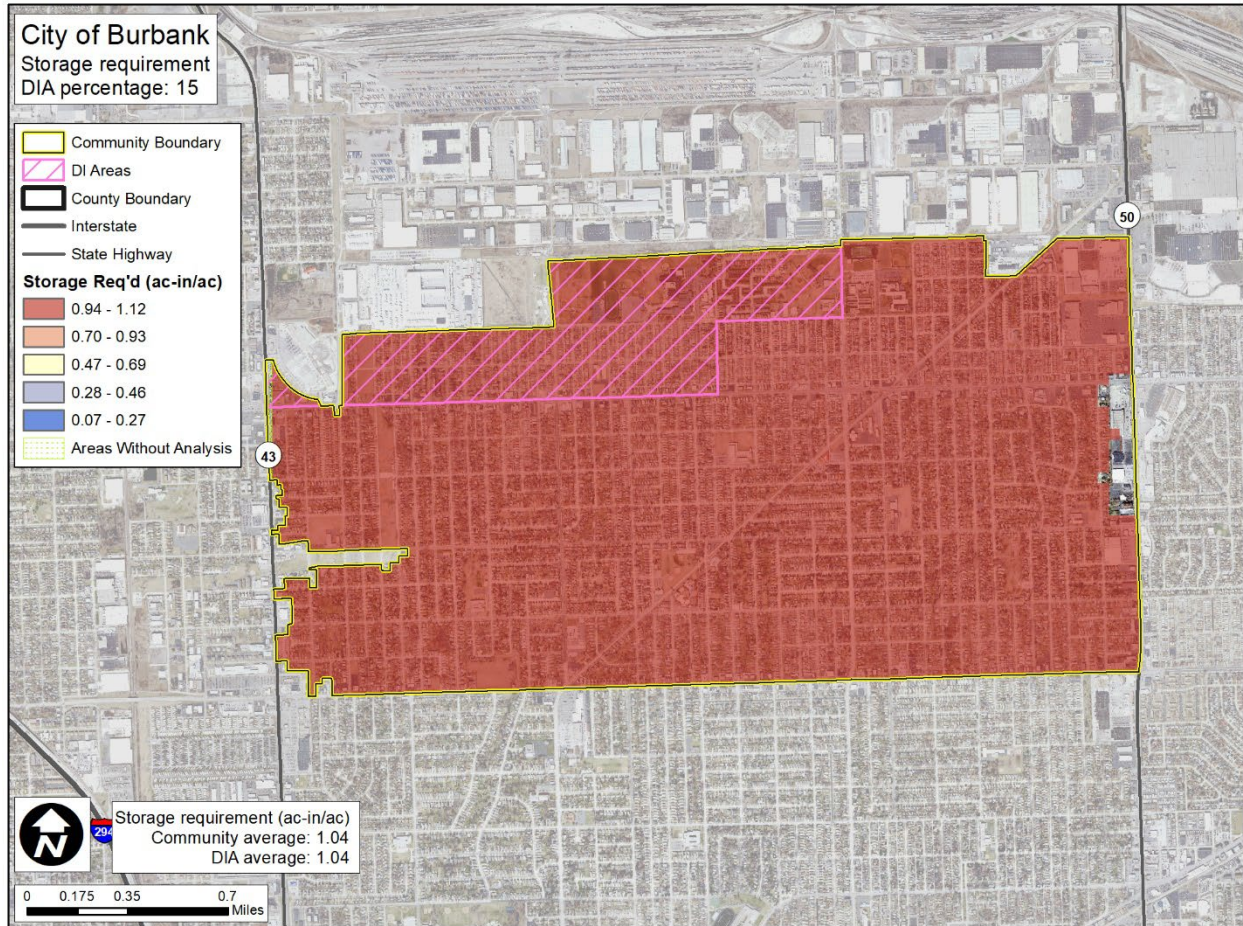 City of Burbank
Storage requirement
DIA percentage: 15
Community Boundary
DI Areas
County Boundary
Interstate
State Highway
Storage Req'd (ac-in/ac)
0.94 - 1.12
0.70 - 0.93
0.47 - 0.69
0.28 - 0.46
0.07 - 0.27
Areas Without Analysis
50
43
N
294
Storage requirement (ac-in/ac)
Community average: 1.04
DIA average: 1.04
0 0.175 0.35 0.7
Miles